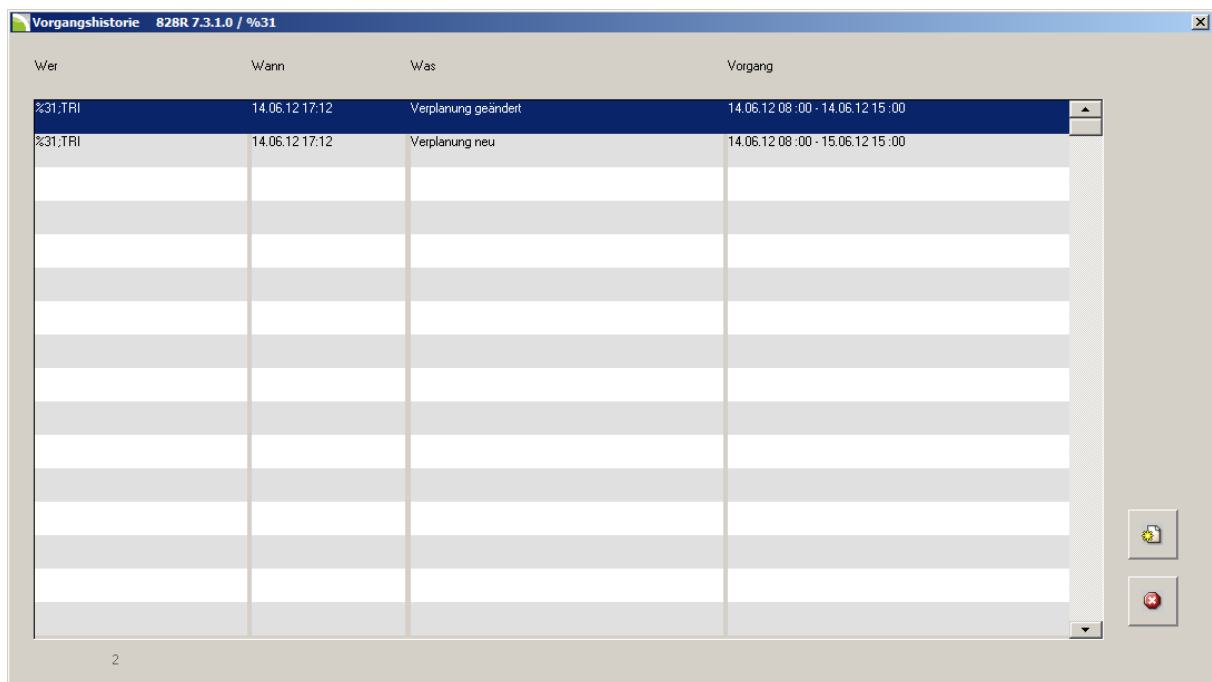 Vorgangshistorie 828R 7.3.1.0 / %31
Wer Wann Was Vorgang
%31;TRI 14.06.12 17:12 Verplanung geändert 14.06.12 08 :00 - 14.06.12 15 :00
%31;TRI 14.06.12 17:12 Verplanung neu 14.06.12 08 :00 - 15.06.12 15 :00
2